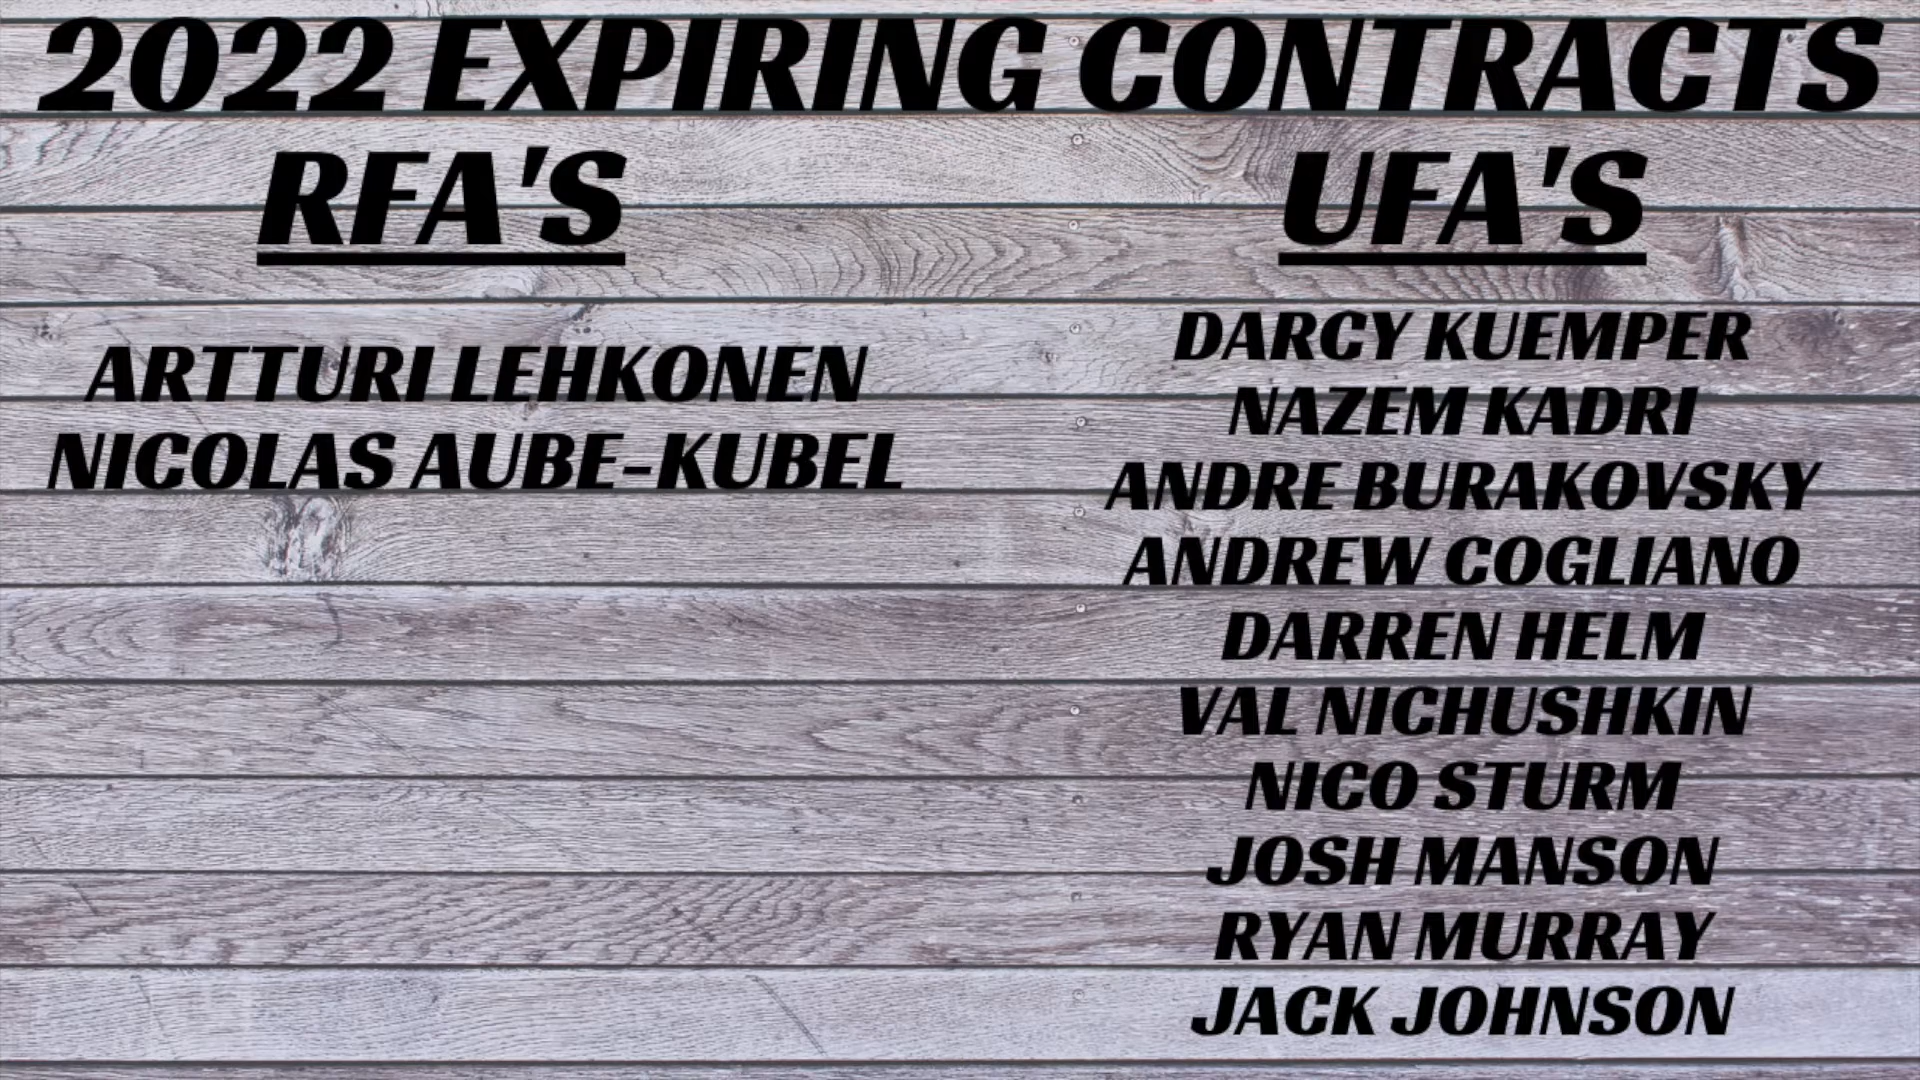 2022 EXPIRING CONTRACTS
RFA'S
ARTTURI LEHKONEN
NICOLAS AUBE-KUBEL
UFA'S
DARCY KUEMPER
NAZEM KADRI
ANDRE BURAKOVSKY
ANDREW COGLIANO
DARREN HELM
VAL NICHUSHKIN
NICO STURM
JOSH MANSON
RYAN MURRAY
JACK JOHNSON